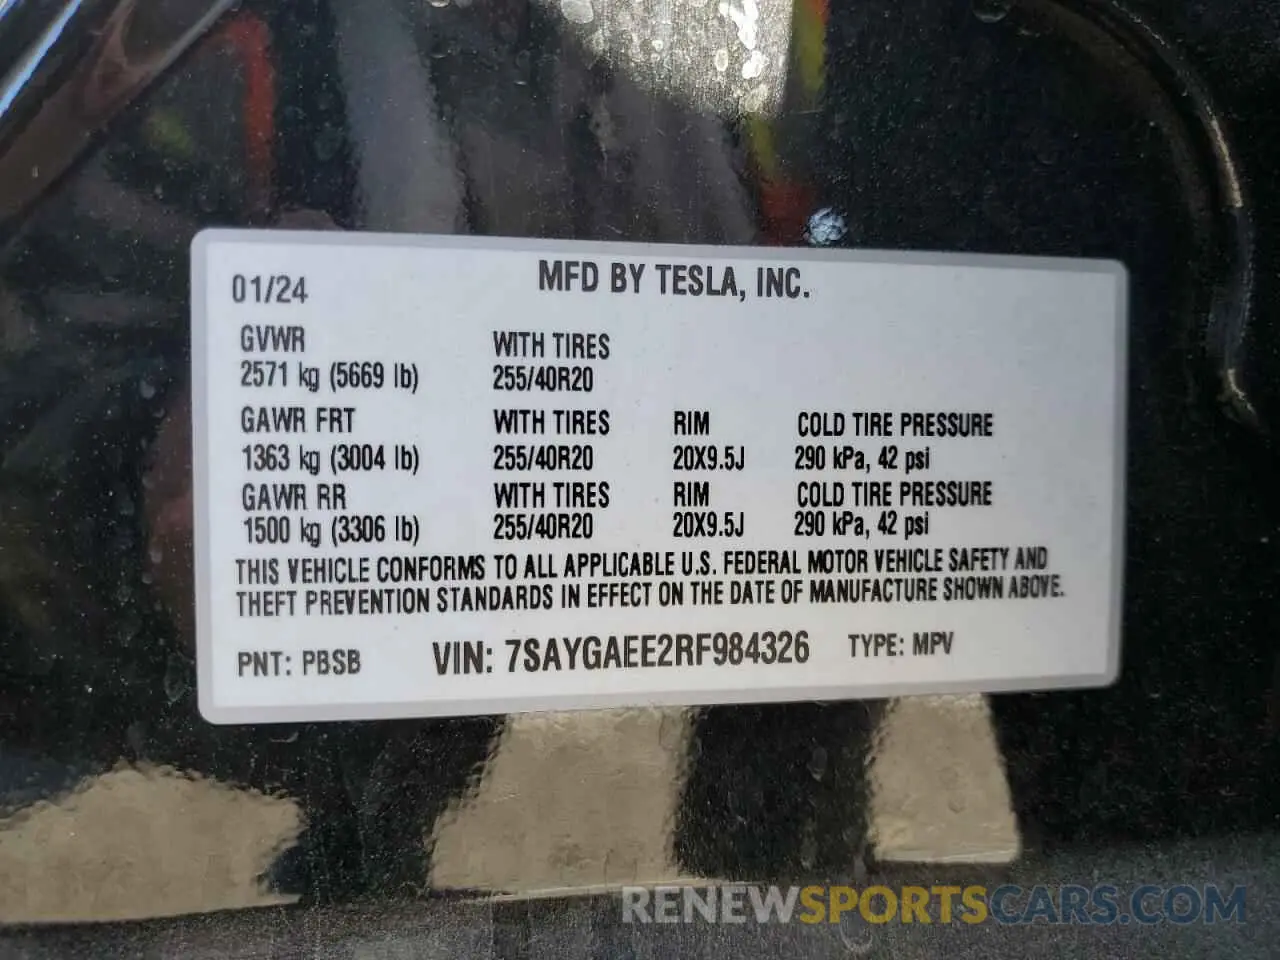 01/24 MFD BY TESLA, INC.
GVWR WITH TIRES
2571 kg (5669 lb) 255/40R20
GAWR FRT WITH TIRES RIM COLD TIRE PRESSURE
1363 kg (3004 lb) 255/40R20 20X9.5J 290 kPa, 42 psi
GAWR RR WITH TIRES RIM COLD TIRE PRESSURE
1500 kg (3306 lb) 255/40R20 20X9.5J 290 kPa, 42 psi
THIS VEHICLE CONFORMS TO ALL APPLICABLE U.S. FEDERAL MOTOR VEHICLE SAFETY AND
THEFT PREVENTION STANDARDS IN EFFECT ON THE DATE OF MANUFACTURE SHOWN ABOVE.
PNT: PBSB VIN: 7SAYGAEE2RF984326 TYPE: MPV
RENEWSPORTSCARS.COM